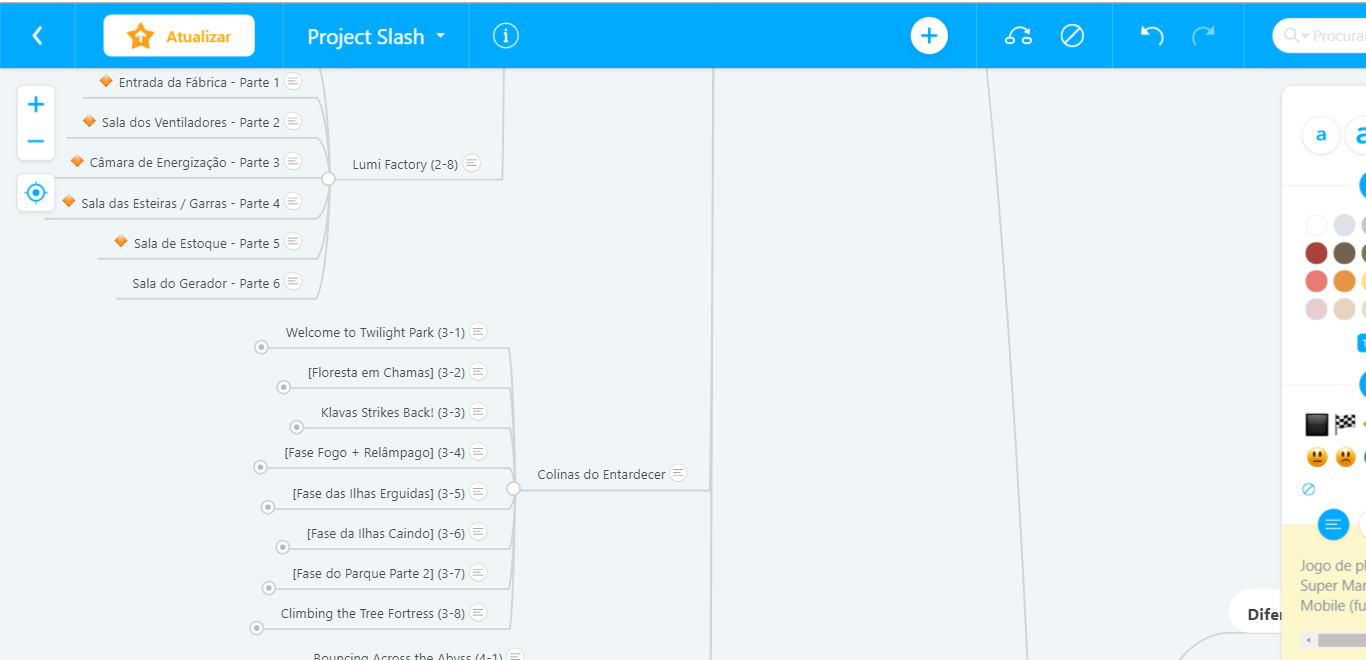 Atualizar
Project Slash
Procurar
Entrada da Fábrica - Parte 1
Sala dos Ventiladores - Parte 2
Câmara de Energização - Parte 3
Sala das Esteiras / Garras - Parte 4
Sala de Estoque - Parte 5
Sala do Gerador - Parte 6
Lumi Factory (2-8)
Welcome to Twilight Park (3-1)
[Floresta em Chamas] (3-2)
Klavas Strikes Back! (3-3)
[Fase Fogo + Relâmpago] (3-4)
[Fase das Ilhas Erguidas] (3-5)
[Fase da Ilhas Caindo] (3-6)
[Fase do Parque Parte 2] (3-7)
Climbing the Tree Fortress (3-8)
Colinas do Entardecer
Bouncing Across the Abyss (4-1)
a
Jogo de
Super
Mobile